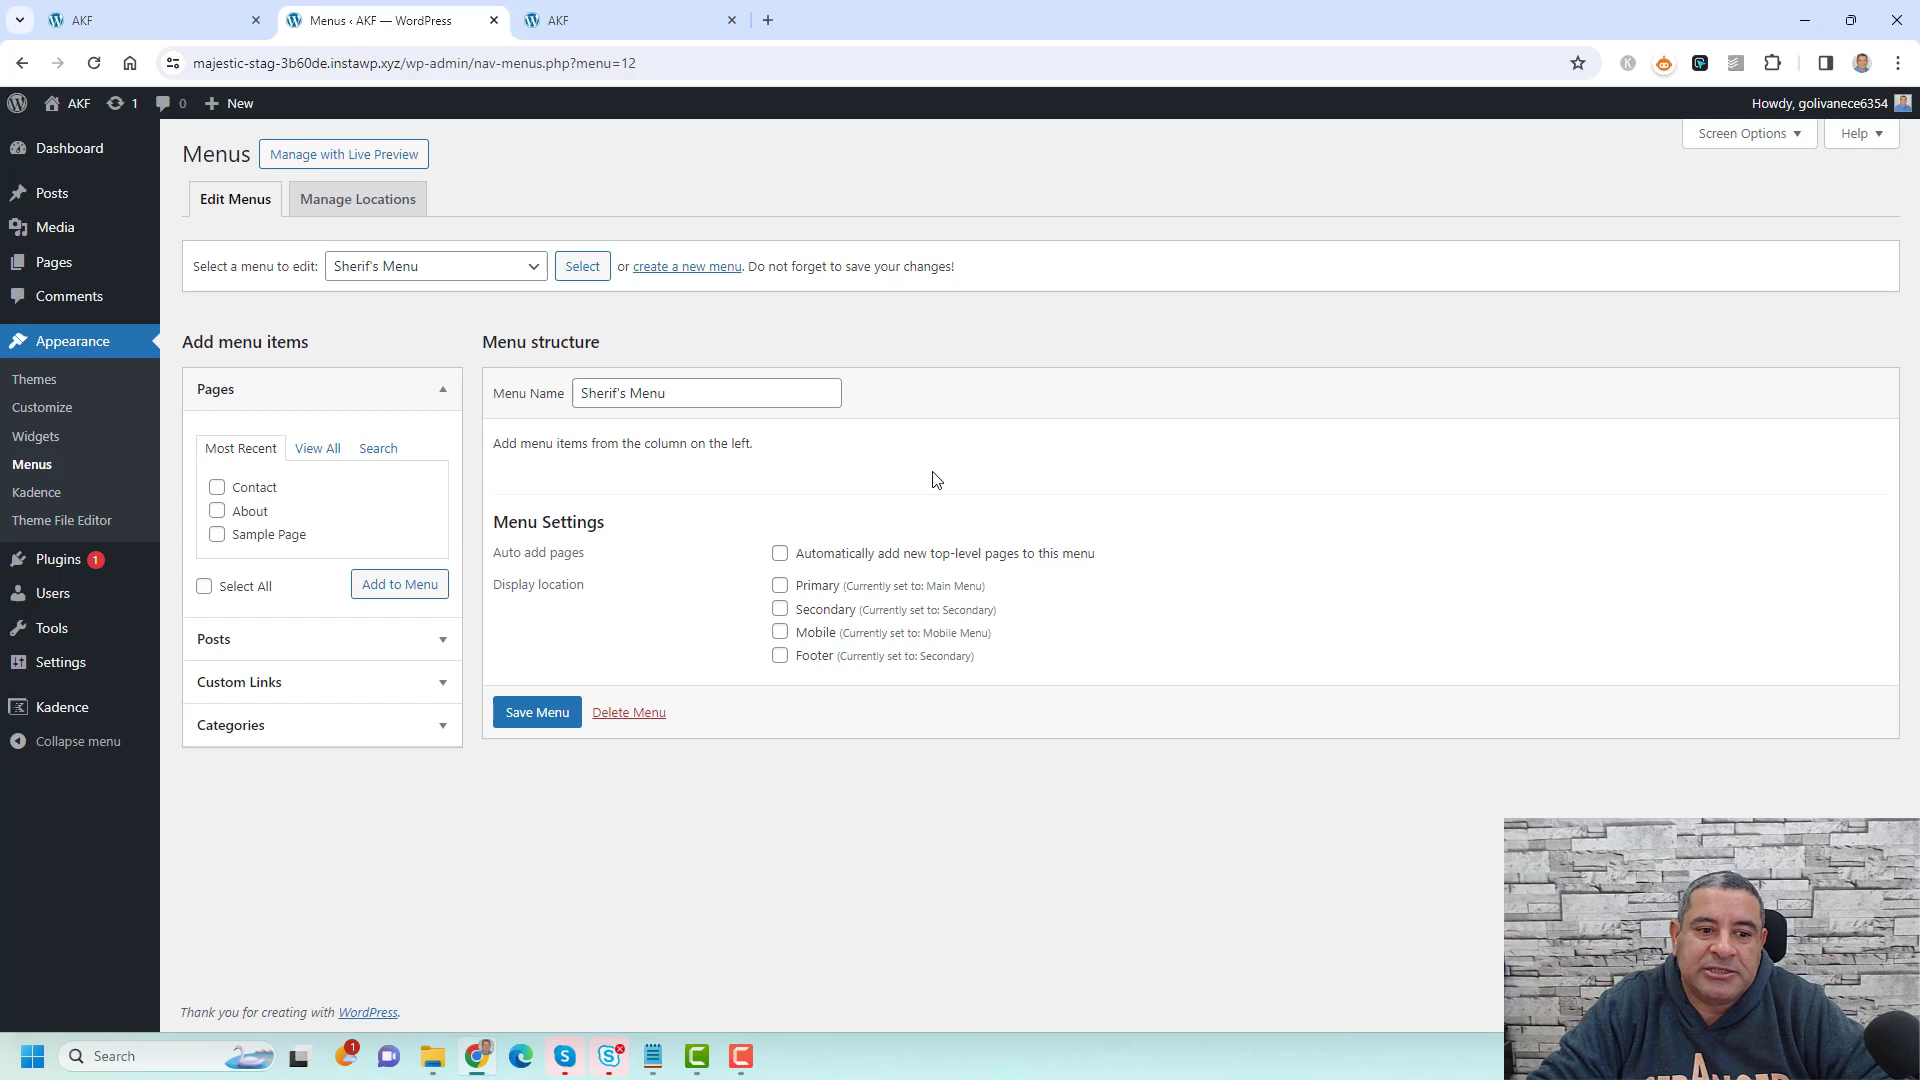 AKF
Menus ‹ AKF — WordPress
AKF
majestic-stag-3b60de.instawp.xyz/wp-admin/nav-menus.php?menu=12
AKF
1
0
New
Howdy, golivanece6354
Screen Options
Help
Dashboard
Posts
Media
Pages
Comments
Appearance
Themes
Customize
Widgets
Menus
Kadence
Theme File Editor
Plugins 1
Users
Tools
Settings
Kadence
Collapse menu
Menus
Manage with Live Preview
Edit Menus
Manage Locations
Select a menu to edit: Sherif's Menu Select or create a new menu. Do not forget to save your changes!
Add menu items
Pages
Most Recent
View All
Search
Contact
About
Sample Page
Select All
Add to Menu
Posts
Custom Links
Categories
Menu structure
Menu Name Sherif's Menu
Add menu items from the column on the left.
Menu Settings
Auto add pages
Automatically add new top-level pages to this menu
Display location
Primary (Currently set to: Main Menu)
Secondary (Currently set to: Secondary)
Mobile (Currently set to: Mobile Menu)
Footer (Currently set to: Secondary)
Save Menu
Delete Menu
Thank you for creating with WordPress.
Search
1